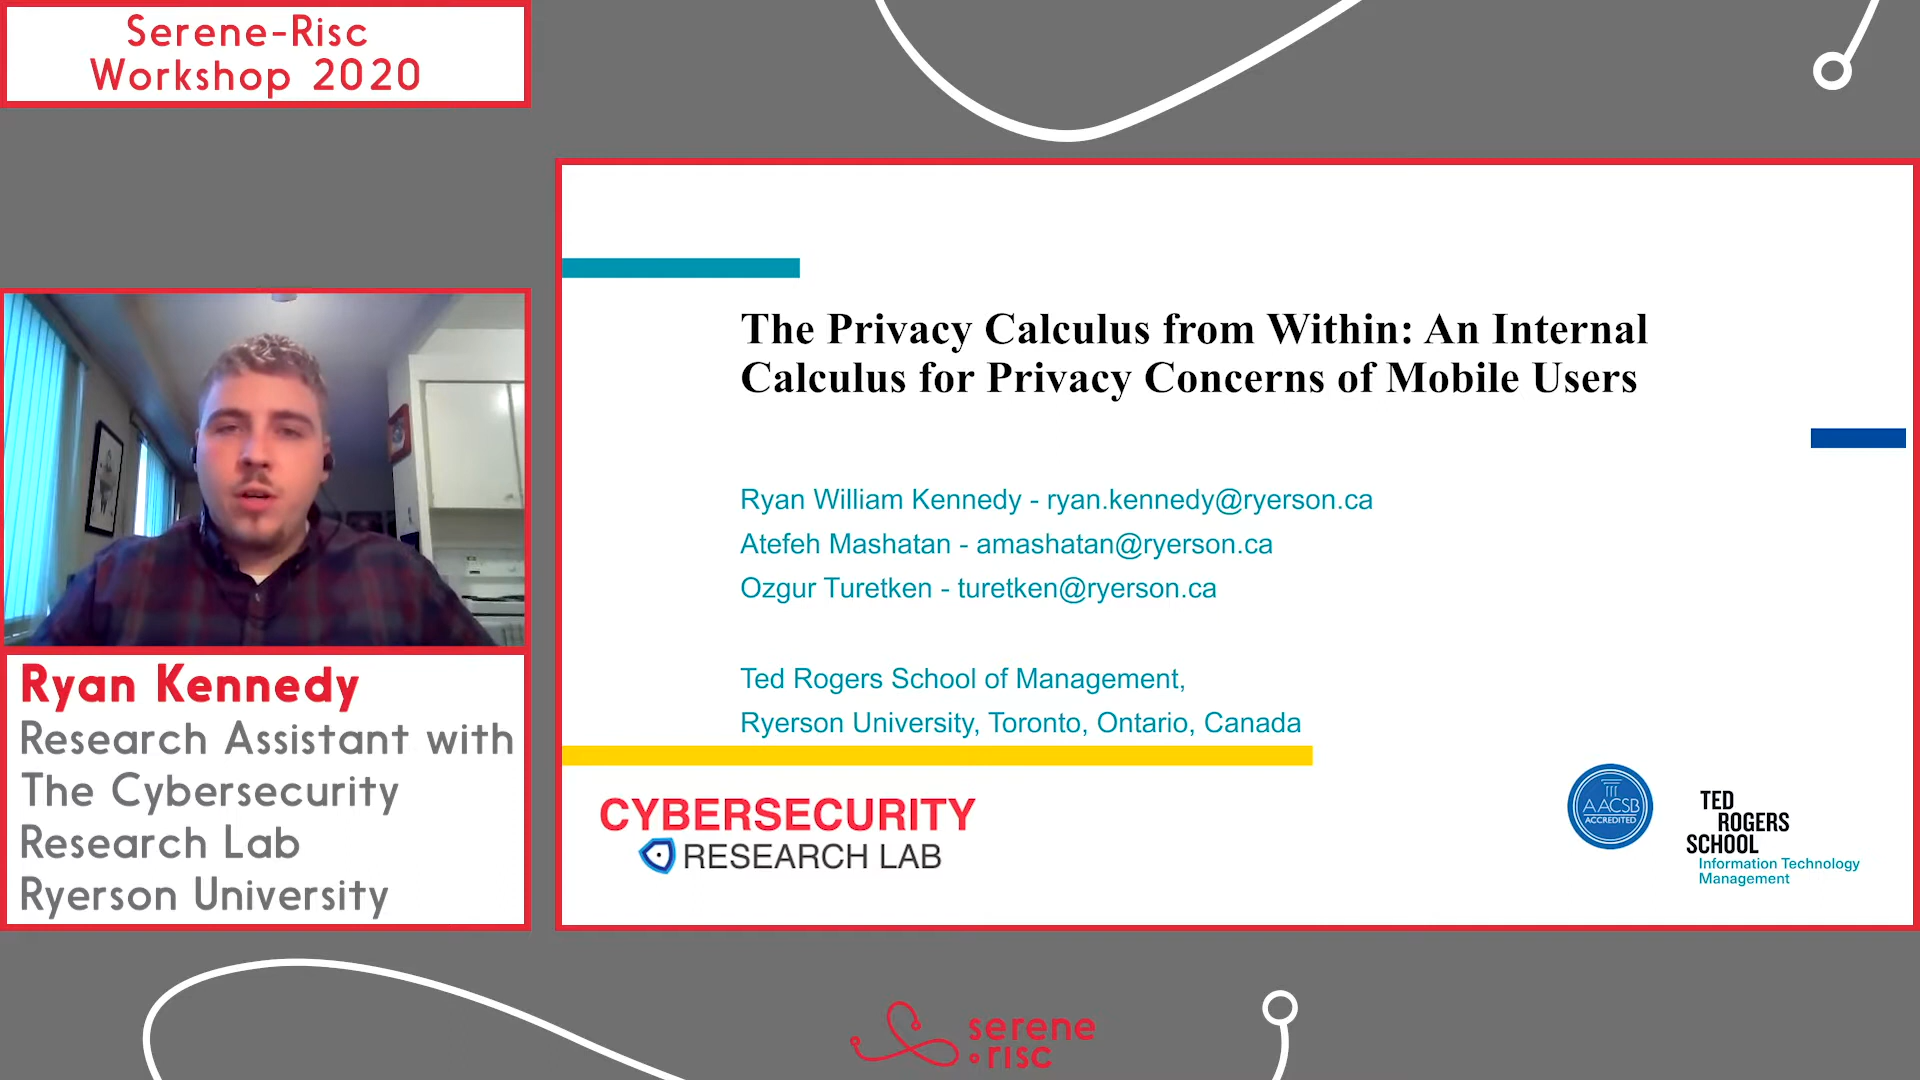 Serene-Risc
Workshop 2020
The Privacy Calculus from Within: An Internal
Calculus for Privacy Concerns of Mobile Users
Ryan William Kennedy - ryan.kennedy@ryerson.ca
Atefeh Mashatan - amashatan@ryerson.ca
Ozgur Turetken - turetken@ryerson.ca
Ted Rogers School of Management,
Ryerson University, Toronto, Ontario, Canada
CYBERSECURITY
RESEARCH LAB
AACSB
ACCREDITED
TED
ROGERS
SCHOOL
Information Technology
Management
Ryan Kennedy
Research Assistant with
The Cybersecurity
Research Lab
Ryerson University
serene
risc